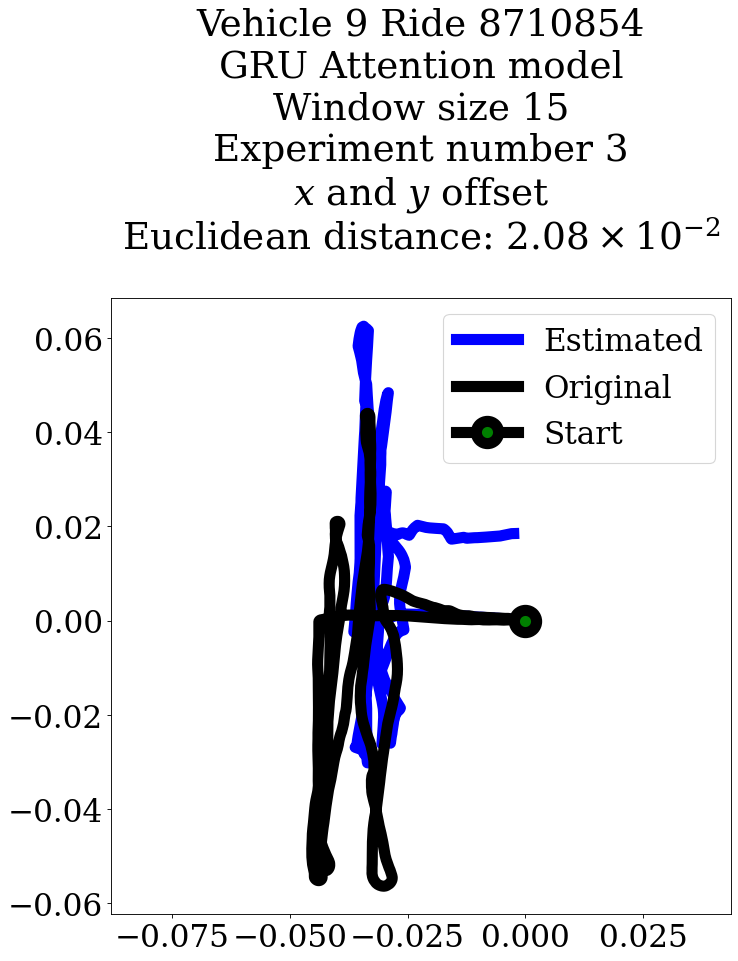 Vehicle 9 Ride 8710854
GRU Attention model
Window size 15
Experiment number 3
x and y offset
Euclidean distance: 2.08 × 10⁻²
Estimated
Original
Start
0.06
0.04
0.02
0.00
−0.02
−0.04
−0.06
−0.075 −0.050 −0.025 0.000 0.025